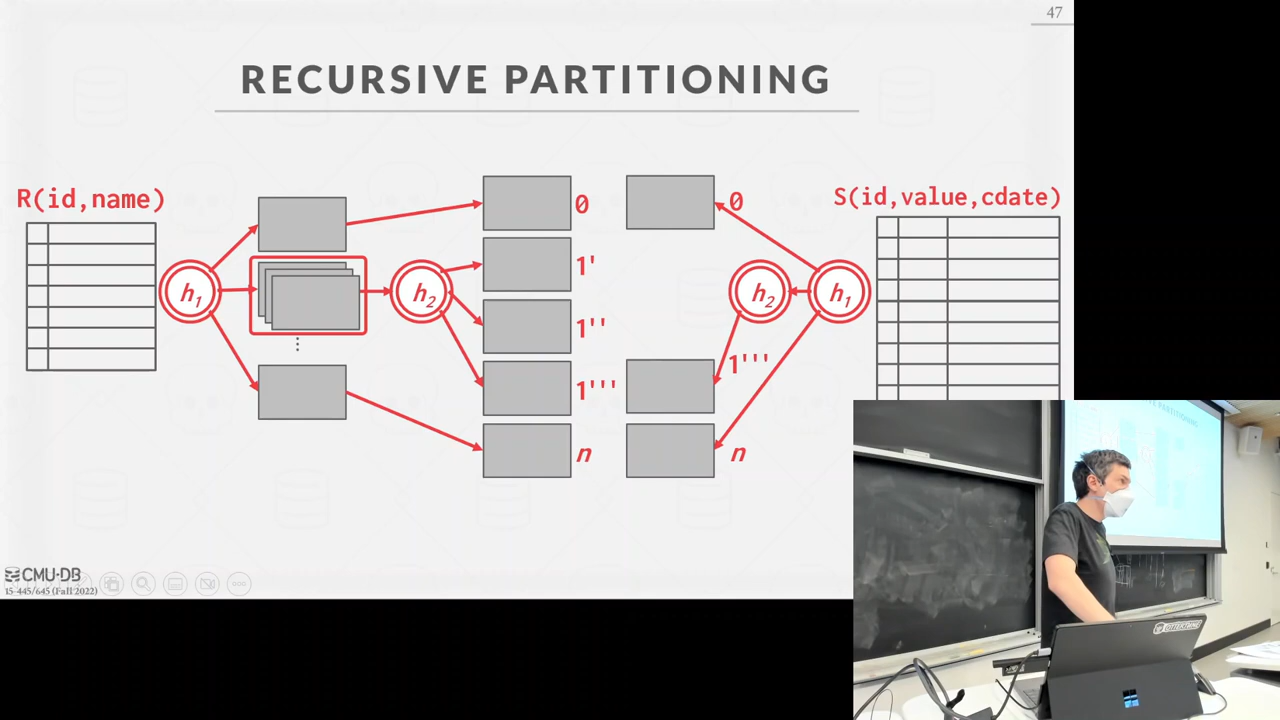 47
RECURSIVE PARTITIONING
R(id,name)
S(id,value,cdate)
h1
h2
0
1'
1''
1'''
n
0
1'''
n
h2
h1
CMU·DB
15-445/645 (Fall 2022)